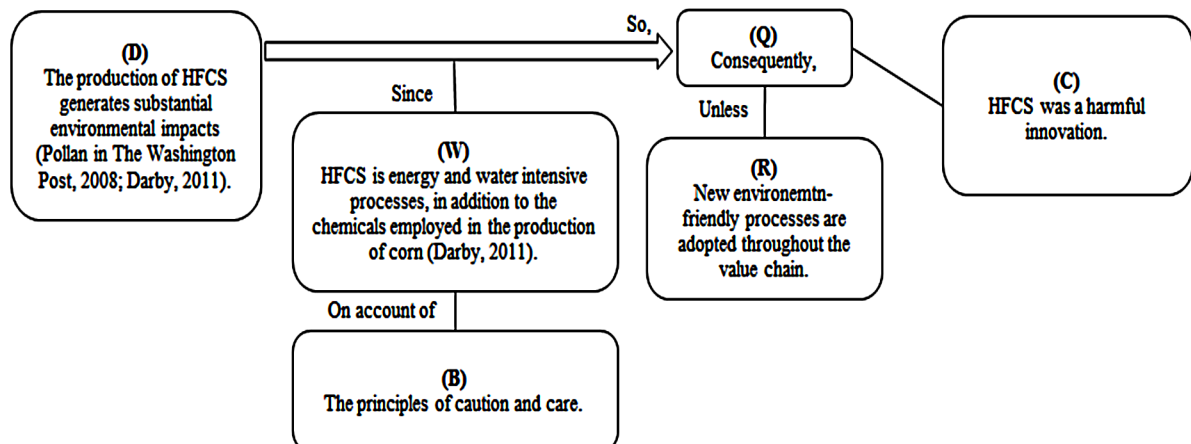 (D)
The production of HFCS
generates substantial
environmental impacts
(Pollan in The Washington
Post, 2008; Darby, 2011).
So,
(Q)
Consequently,
(C)
HFCS was a harmful
innovation.
Since
(W)
HFCS is energy and water intensive
processes, in addition to the
chemicals employed in the production
of corn (Darby, 2011).
Unless
(R)
New environemtn-
friendly processes are
adopted throughout the
value chain.
On account of
(B)
The principles of caution and care.